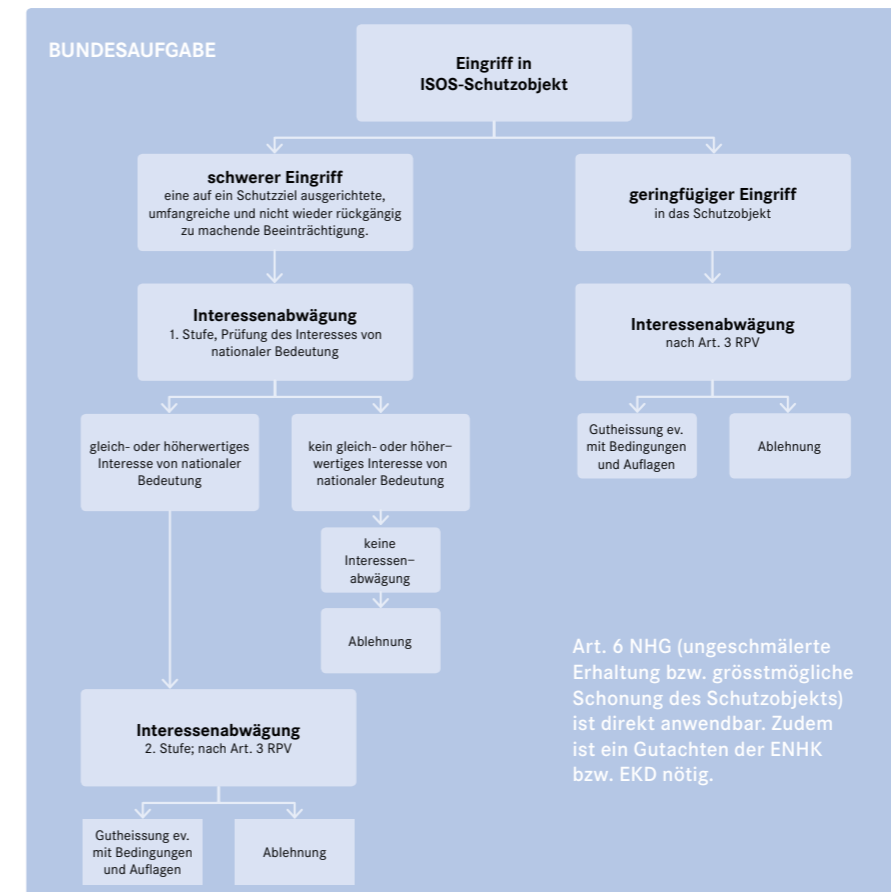 BUNDESAUFGABE
Eingriff in
ISOS-Schutzobjekt
schwerer Eingriff
eine auf ein Schutzziel ausgerichtete,
umfangreiche und nicht wieder rückgängig
zu machende Beeinträchtigung.
geringfügiger Eingriff
in das Schutzobjekt
Interessenabwägung
1. Stufe, Prüfung des Interesses von
nationaler Bedeutung
Interessenabwägung
nach Art. 3 RPV
gleich- oder höherwertiges
Interesse von nationaler
Bedeutung
kein gleich- oder höher–
wertiges Interesse von
nationaler Bedeutung
Gutheissung ev.
mit Bedingungen
und Auflagen
Ablehnung
keine
Interessen–
abwägung
Ablehnung
Art. 6 NHG (ungeschmälerte
Erhaltung bzw. grösstmögliche
Schonung des Schutzobjekts)
ist direkt anwendbar. Zudem
ist ein Gutachten der ENHK
bzw. EKD nötig.
Interessenabwägung
2. Stufe; nach Art. 3 RPV
Gutheissung ev.
mit Bedingungen
und Auflagen
Ablehnung